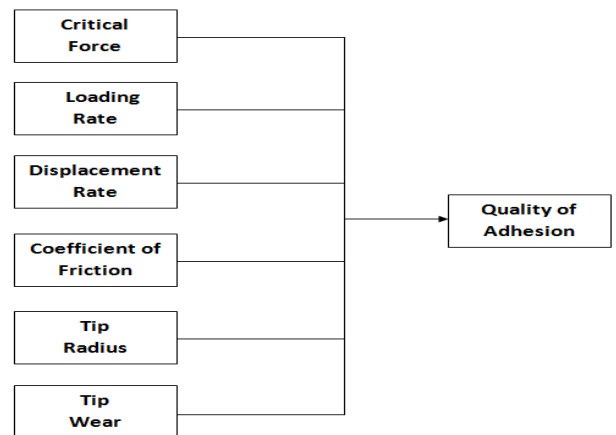 Critical
Force
Loading
Rate
Displacement
Rate
Quality of
Adhesion
Coefficient of
Friction
Tip
Radius
Tip
Wear